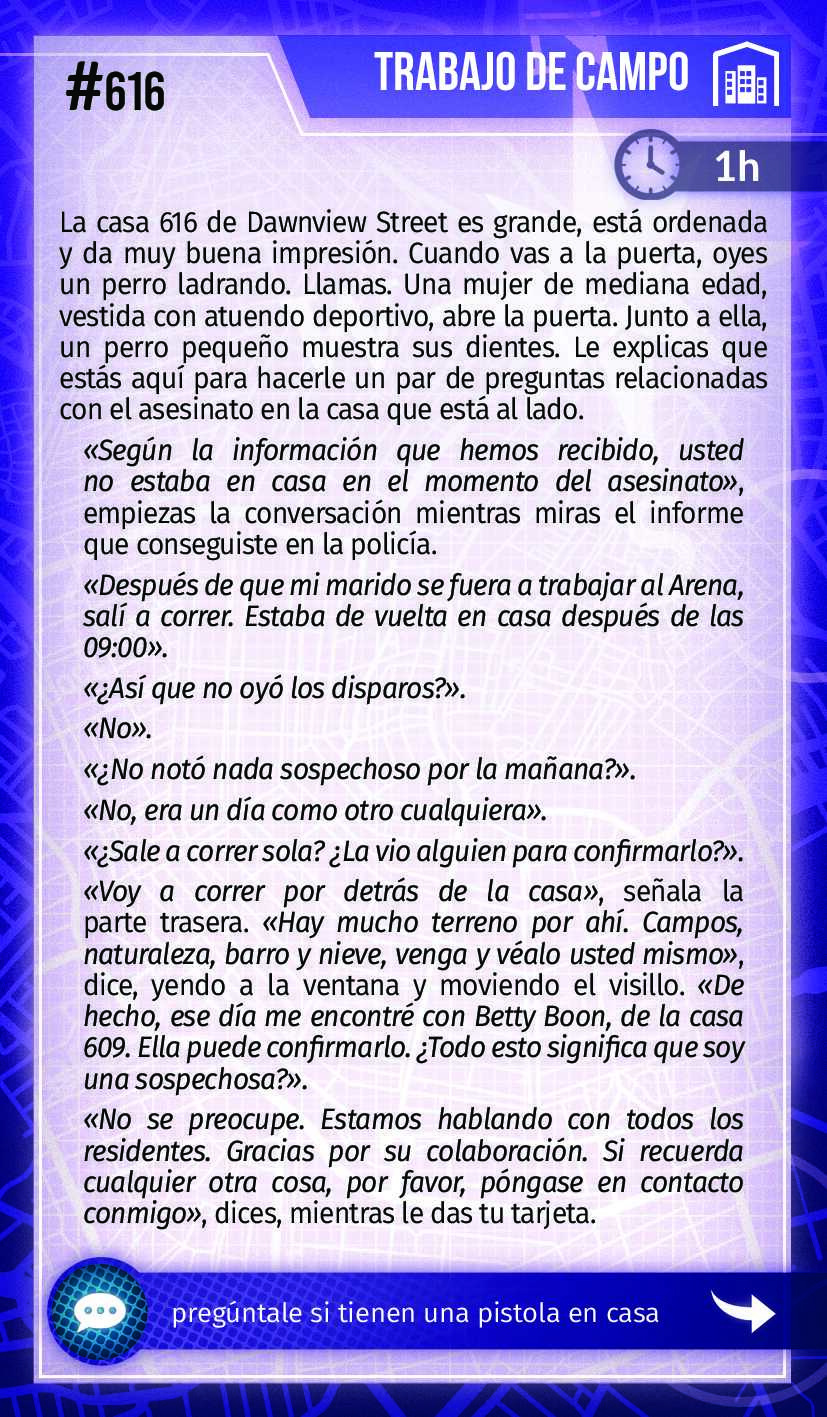 #616
TRABAJO DE CAMPO
1h
La casa 616 de Dawnview Street es grande, está ordenada
y da muy buena impresión. Cuando vas a la puerta, oyes
un perro ladrando. Llamas. Una mujer de mediana edad,
vestida con atuendo deportivo, abre la puerta. Junto a ella,
un perro pequeño muestra sus dientes. Le explicas que
estás aquí para hacerle un par de preguntas relacionadas
con el asesinato en la casa que está al lado.
«Según la información que hemos recibido, usted
no estaba en casa en el momento del asesinato»,
empiezas la conversación mientras miras el informe
que conseguiste en la policía.
«Después de que mi marido se fuera a trabajar al Arena,
salí a correr. Estaba de vuelta en casa después de las
09:00».
«¿Así que no oyó los disparos?».
«No».
«¿No notó nada sospechoso por la mañana?».
«No, era un día como otro cualquiera».
«¿Sale a correr sola? ¿La vio alguien para confirmarlo?».
«Voy a correr por detrás de la casa», señala la
parte trasera. «Hay mucho terreno por ahí. Campos,
naturaleza, barro y nieve, venga y véalo usted mismo»,
dice, yendo a la ventana y moviendo el visillo. «De
hecho, ese día me encontré con Betty Boon, de la casa
609. Ella puede confirmarlo. ¿Todo esto significa que soy
una sospechosa?».
«No se preocupe. Estamos hablando con todos los
residentes. Gracias por su colaboración. Si recuerda
cualquier otra cosa, por favor, póngase en contacto
conmigo», dices, mientras le das tu tarjeta.
pregúntale si tienen una pistola en casa